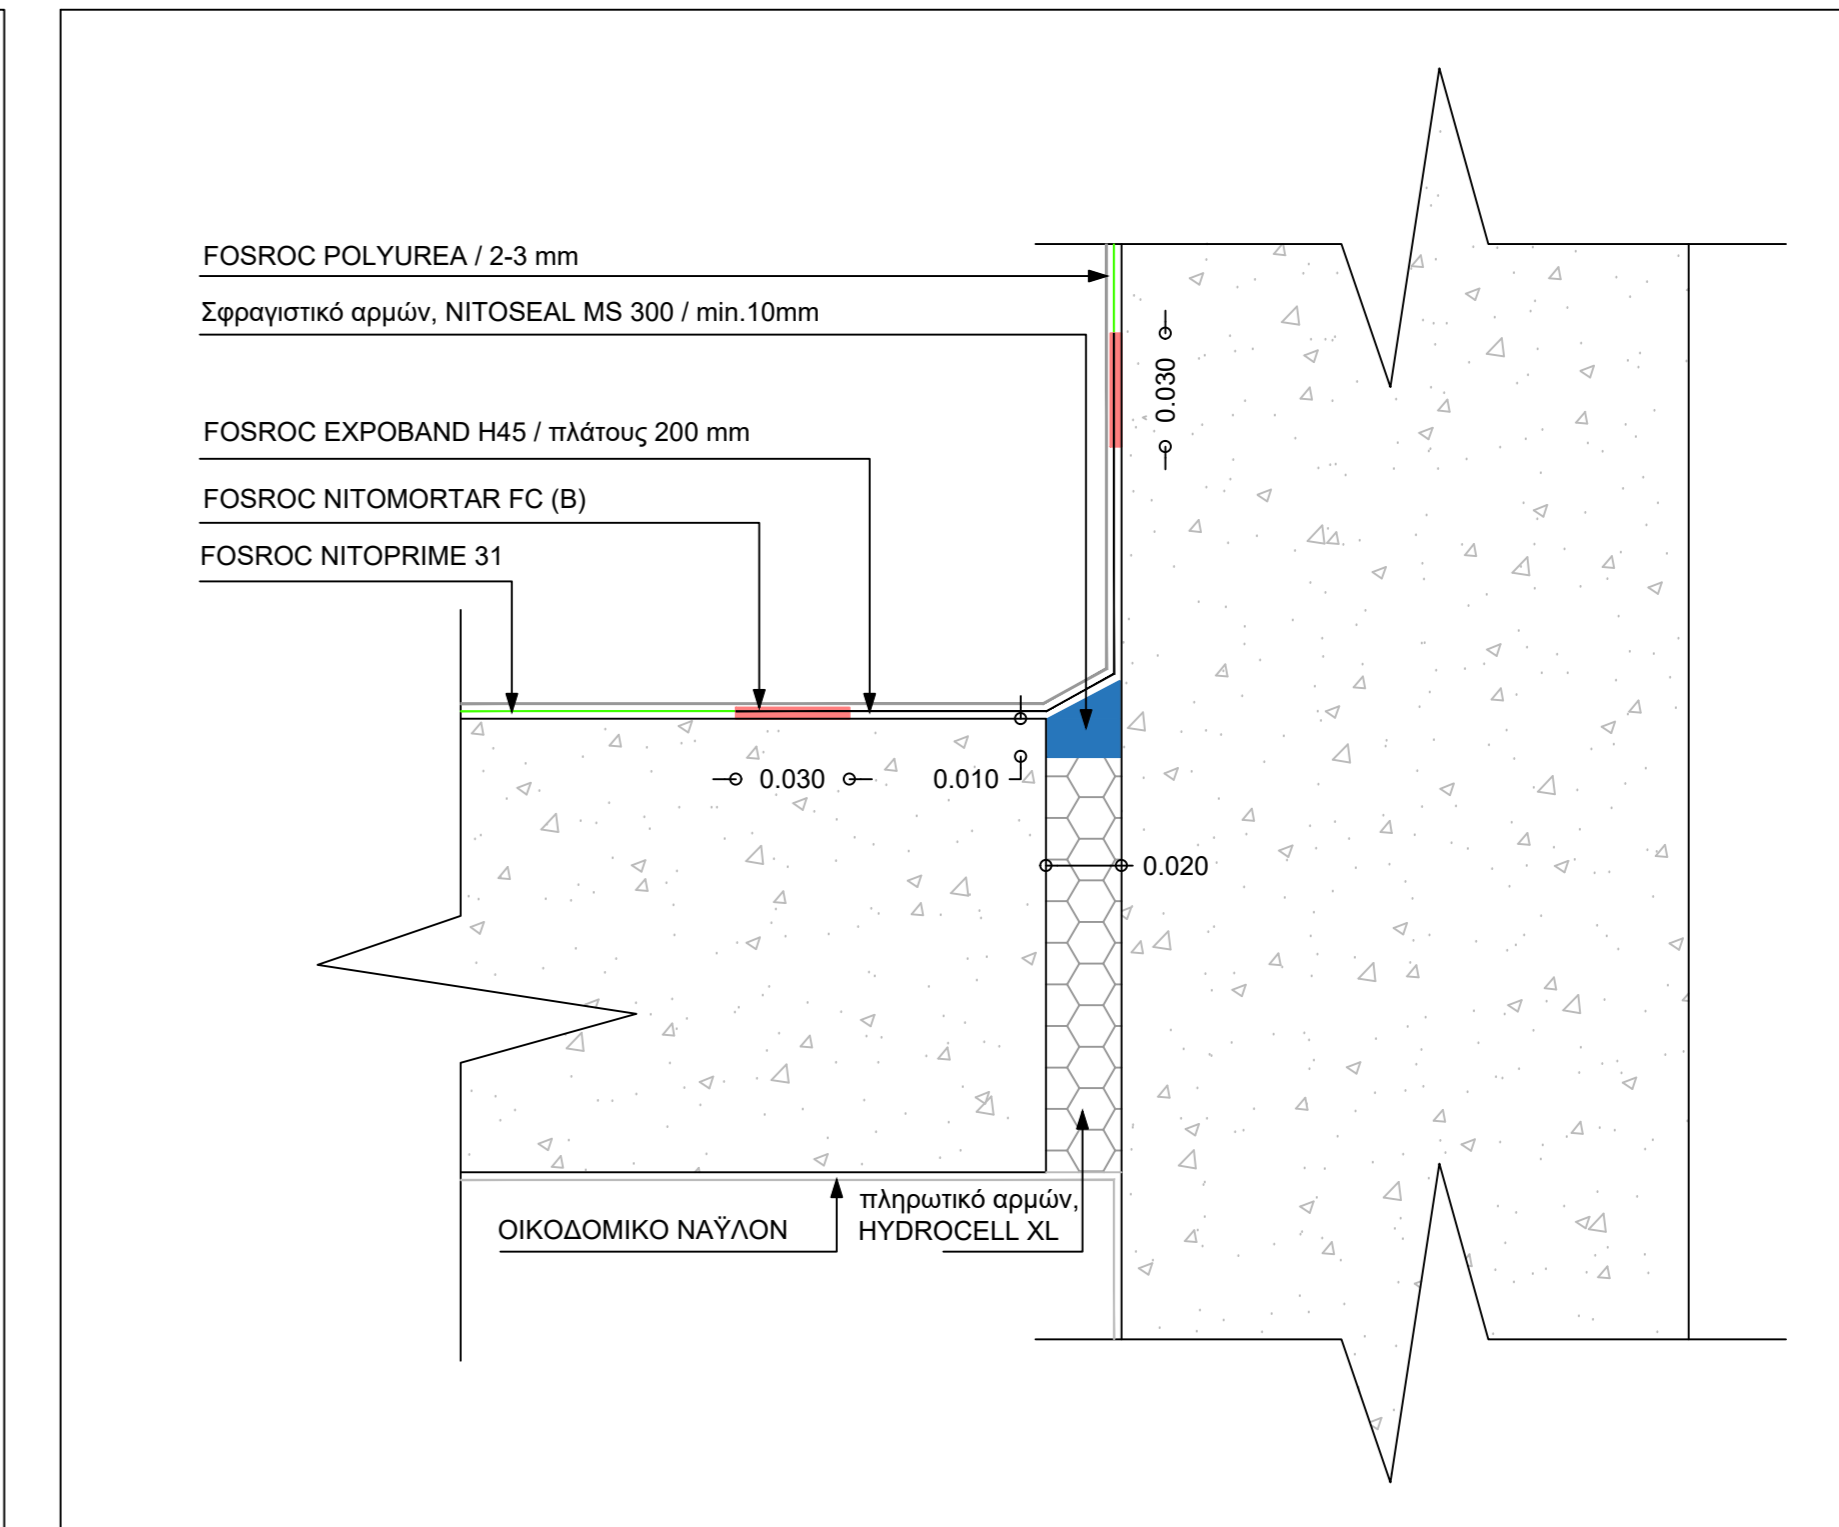 FOSROC POLYUREA / 2-3 mm
Σφραγιστικό αρμών, NITOSEAL MS 300 / min.10mm
FOSROC EXPOBAND H45 / πλάτους 200 mm
FOSROC NITOMORTAR FC (B)
FOSROC NITOPRIME 31
0.030
0.030
0.010
0.020
πληρωτικό αρμών,
HYDROCELL XL
ΟΙΚΟΔΟΜΙΚΟ ΝΑΫΛΟΝ